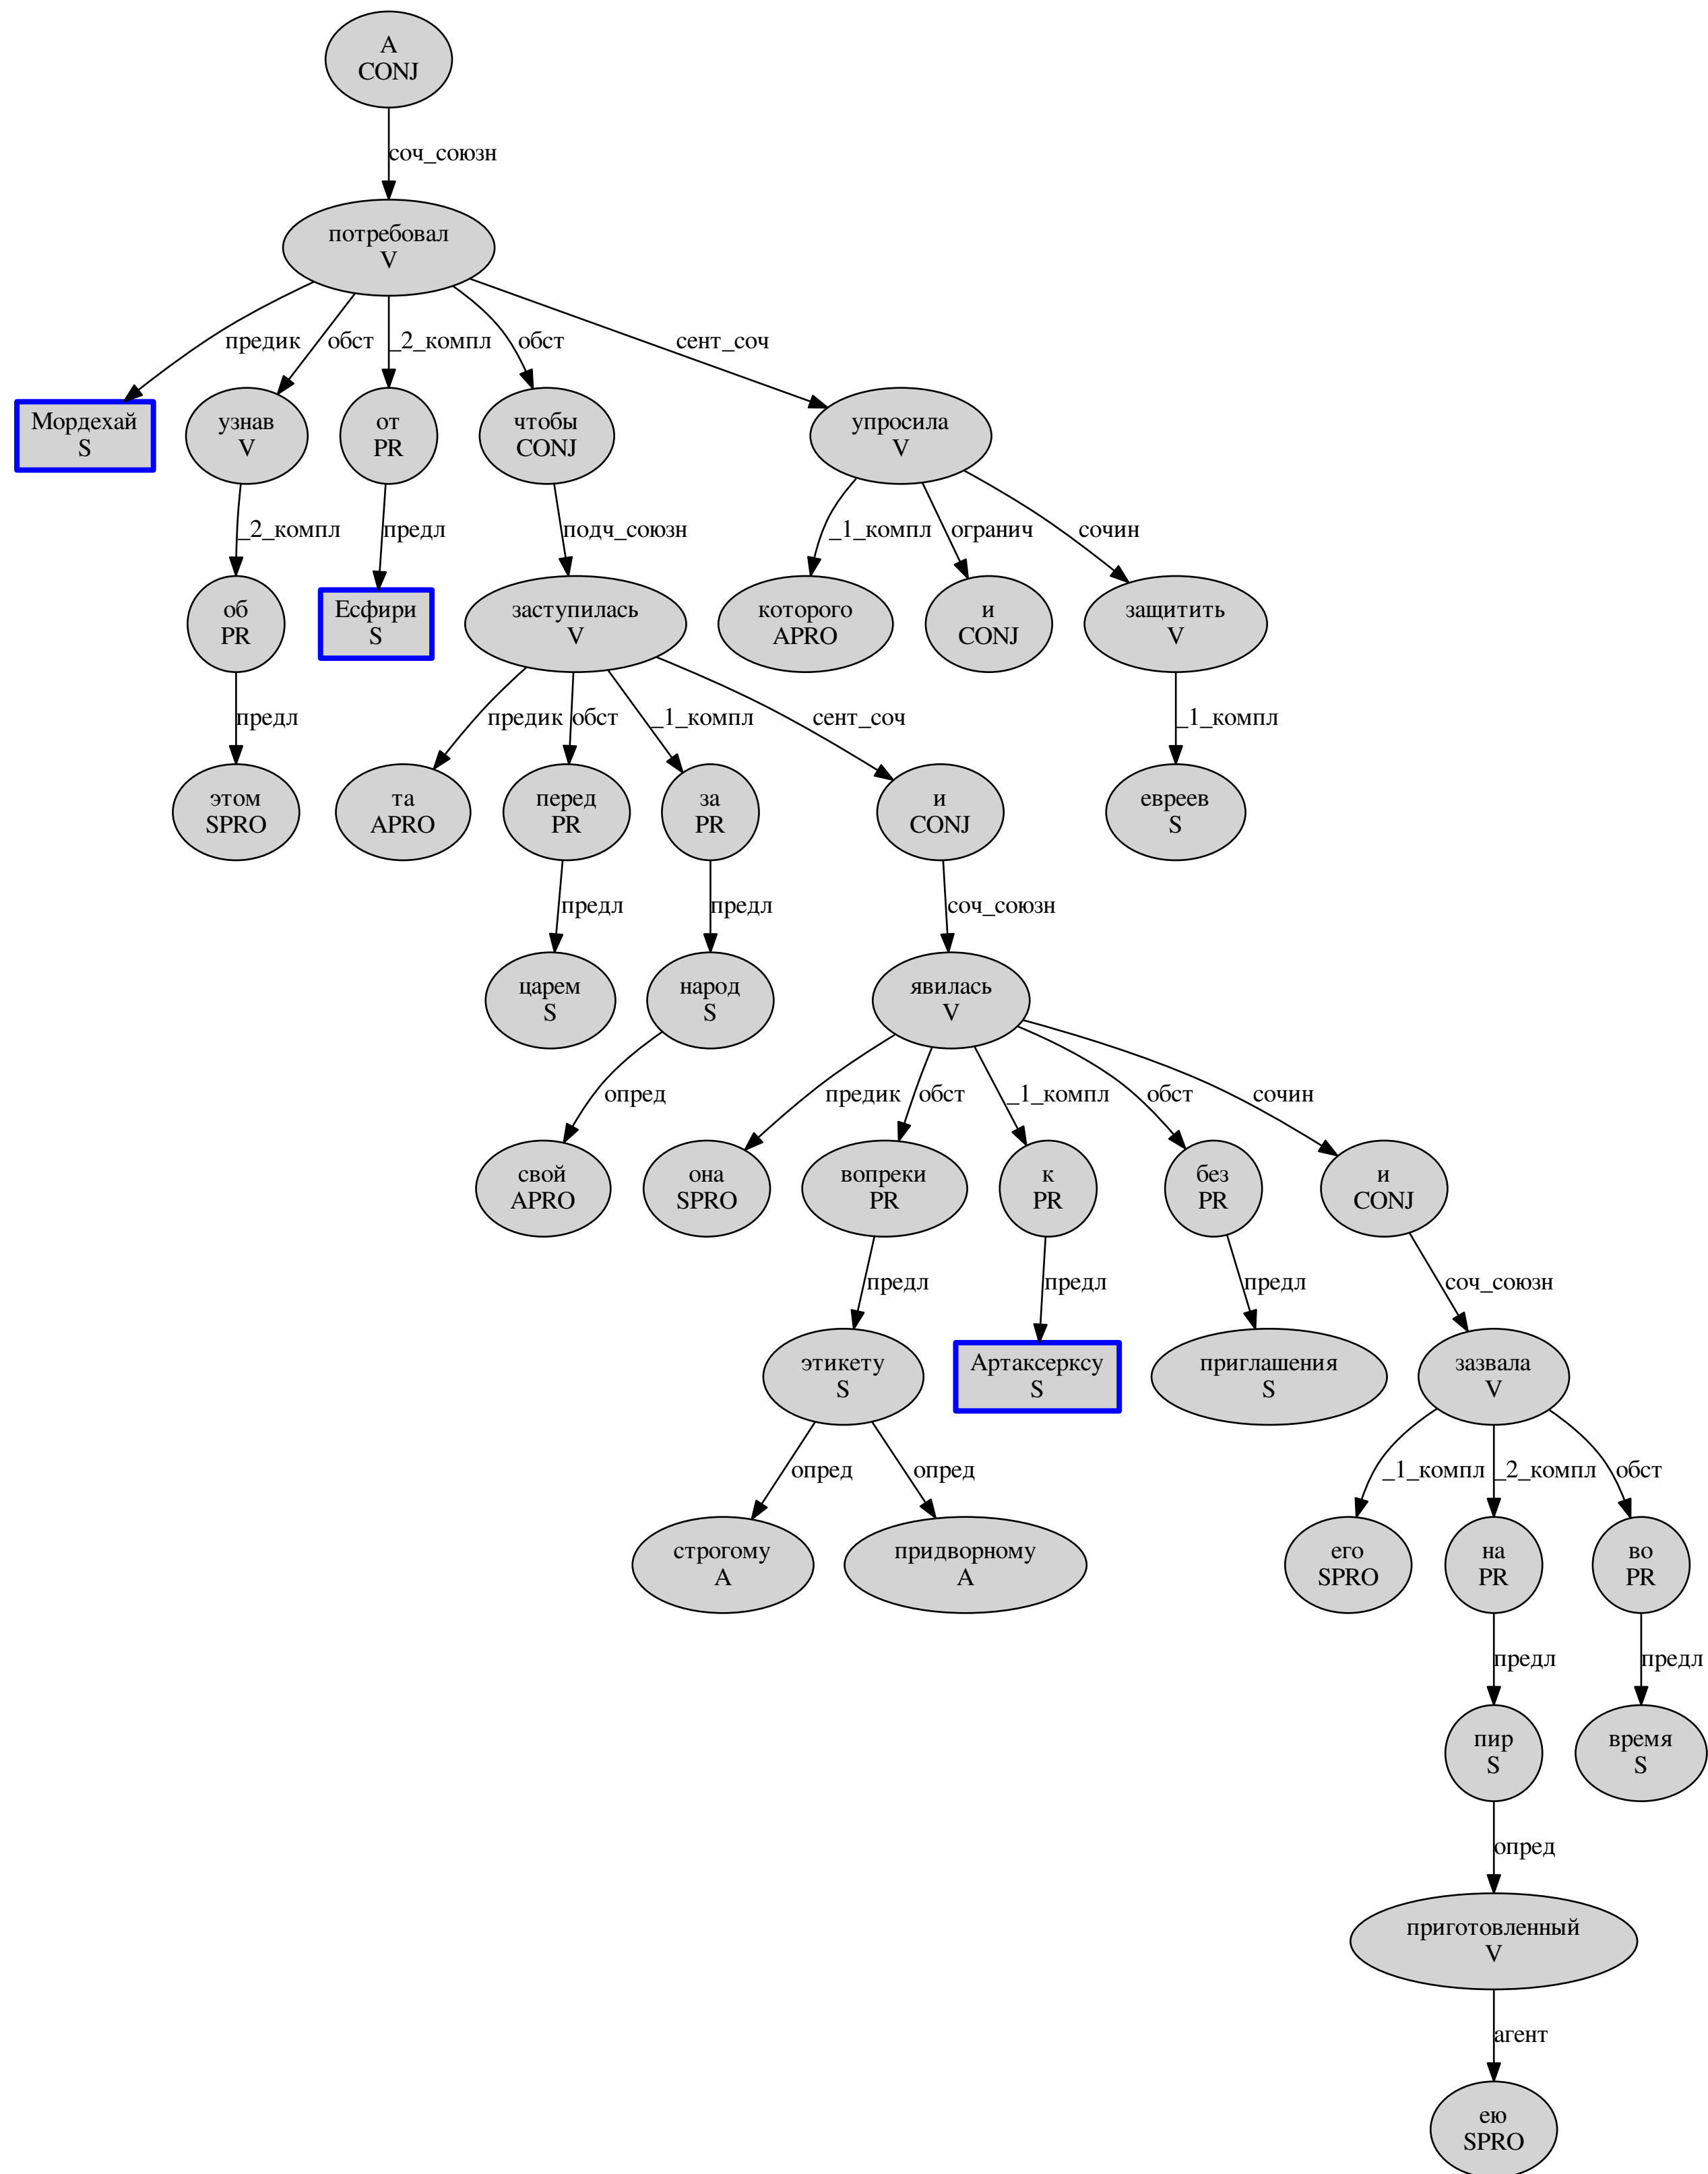 А
CONJ
соч_союзн
потребовал
V
предик
обст
_2_компл
обст
сент_соч
Мордехай
S
узнав
V
от
PR
чтобы
CONJ
упросила
V
_2_компл
предл
подч_союзн
_1_компл
огранич
сочин
об
PR
Есфири
S
заступилась
V
которого
APRO
и
CONJ
защитить
V
предл
предик
обст
_1_компл
сент_соч
_1_компл
этом
SPRO
та
APRO
перед
PR
за
PR
и
CONJ
евреев
S
предл
предл
соч_союзн
царем
S
народ
S
явилась
V
опред
предик
обст
_1_компл
обст
сочин
свой
APRO
она
SPRO
вопреки
PR
к
PR
без
PR
и
CONJ
предл
предл
предл
соч_союзн
этикету
S
Артаксерксу
S
приглашения
S
зазвала
V
опред
опред
_1_компл
_2_компл
обст
строгому
A
придворному
A
его
SPRO
на
PR
во
PR
предл
предл
пир
S
время
S
опред
приготовленный
V
агент
ею
SPRO